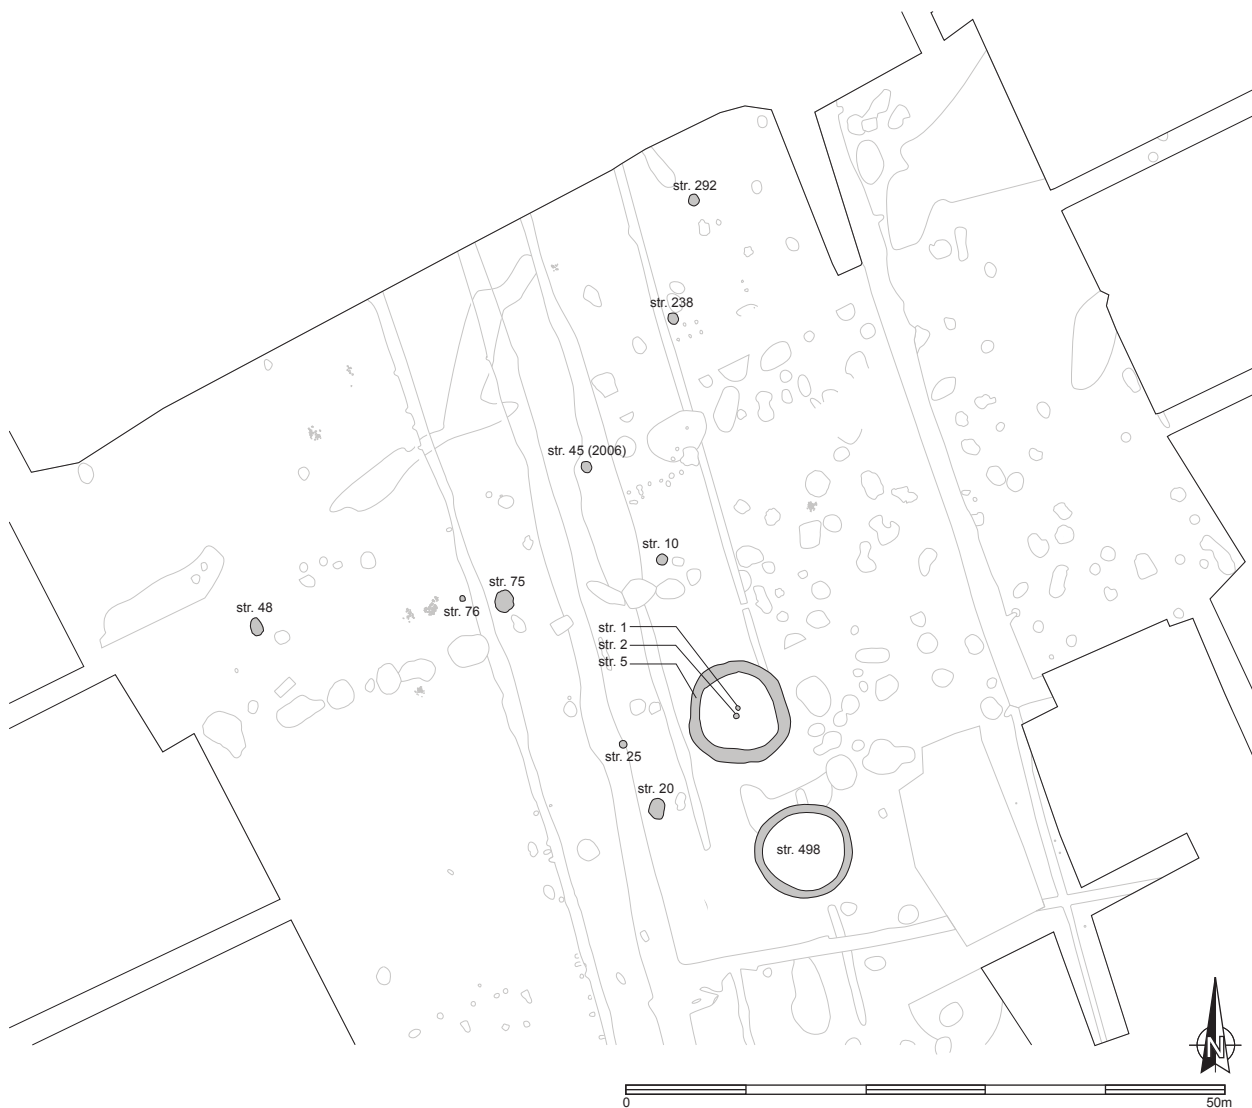 str. 292
str. 238
str. 45 (2006)
str. 10
str. 75
str. 76
str. 48
str. 1
str. 2
str. 5
str. 25
str. 20
str. 498
N
0
50m